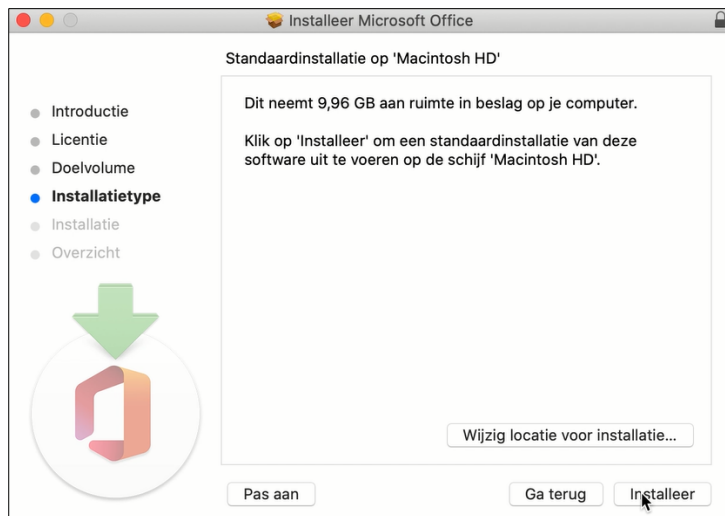 Installeer Microsoft Office
Standaardinstallatie op 'Macintosh HD'
Introductie
Licentie
Doelvolume
Installatietype
Installatie
Overzicht
Dit neemt 9,96 GB aan ruimte in beslag op je computer.
Klik op 'Installeer' om een standaardinstallatie van deze
software uit te voeren op de schijf 'Macintosh HD'.
Wijzig locatie voor installatie...
Pas aan
Ga terug
Installeer